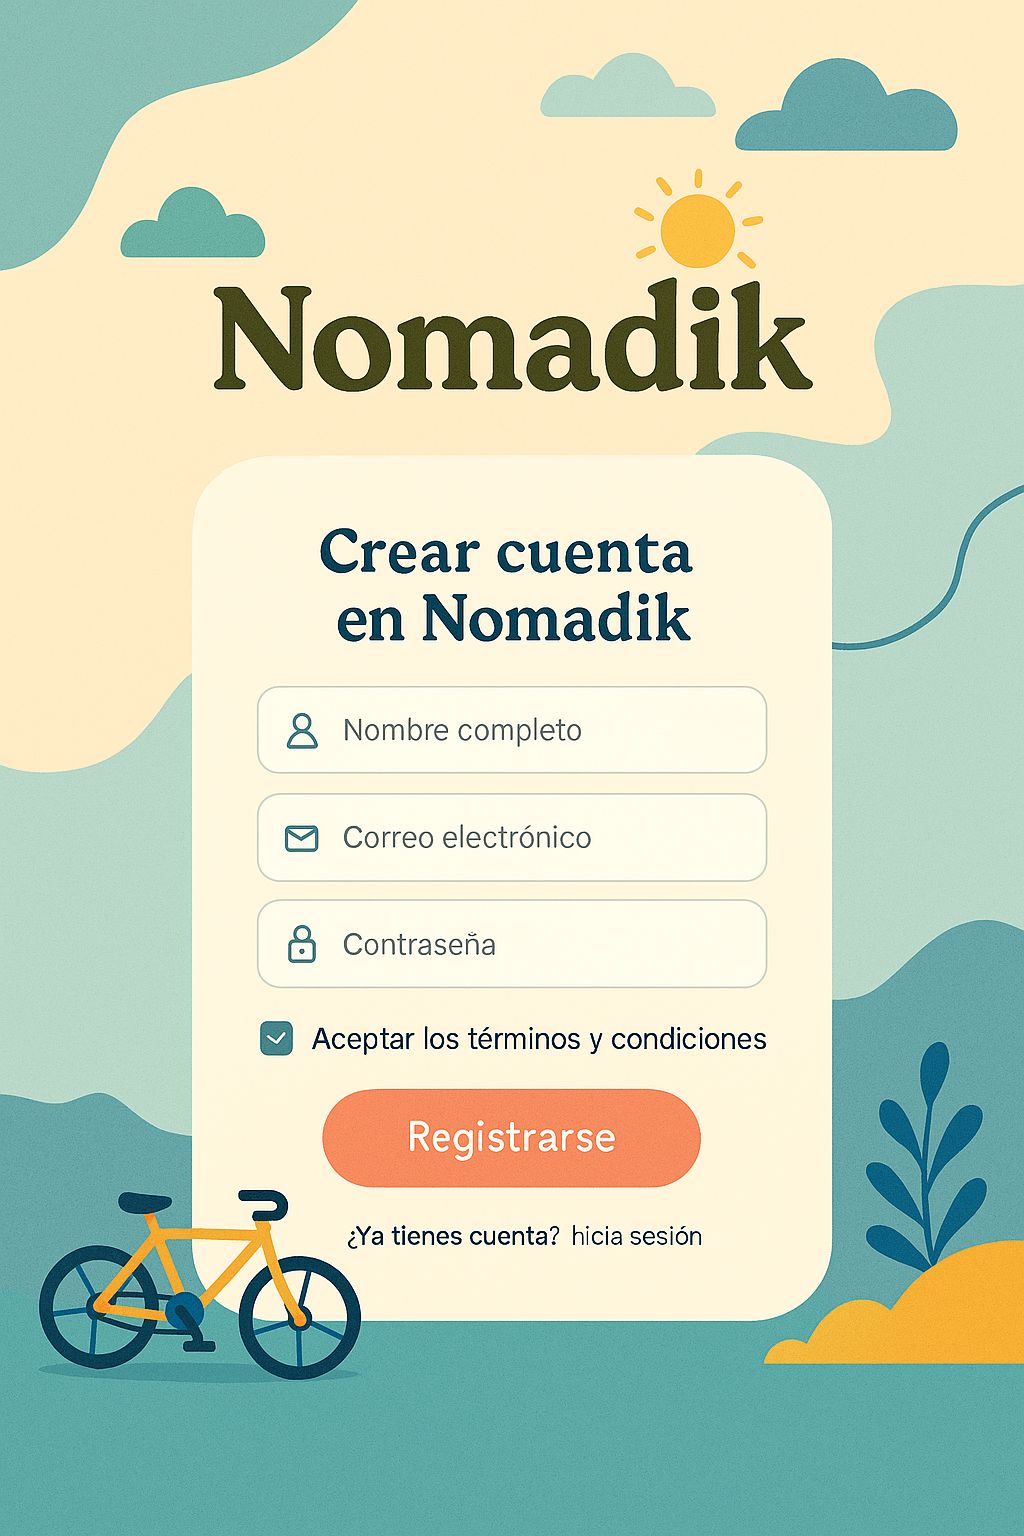 Nomadik
Crear cuenta
en Nomadik
Nombre completo
Correo electrónico
Contraseña
Aceptar los términos y condiciones
Registrarse
¿Ya tienes cuenta? hicia sesión